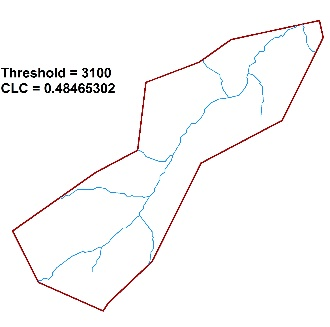 Threshold = 3100
CLC = 0.48465302